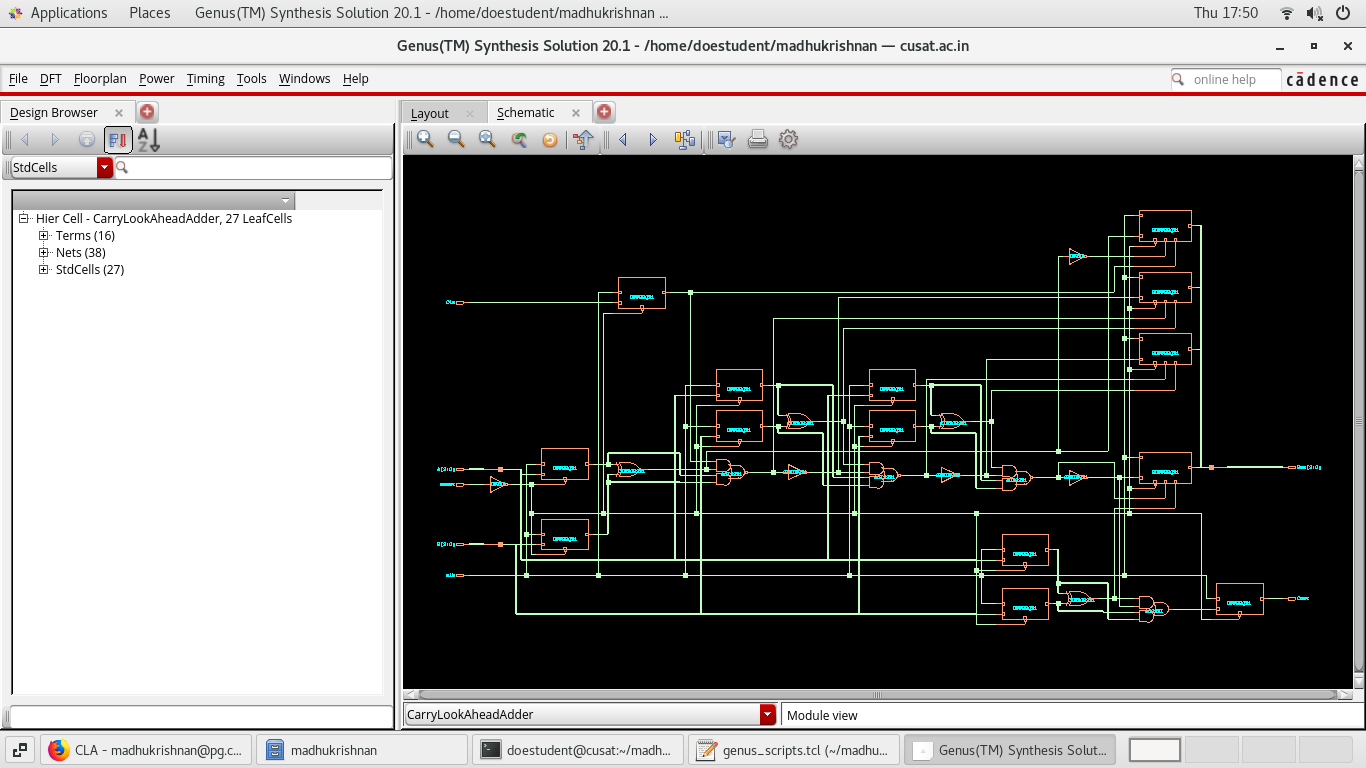 Applications Places Genus(TM) Synthesis Solution 20.1 - /home/doestudent/madhukrishnan ... Thu 17:50
Genus(TM) Synthesis Solution 20.1 - /home/doestudent/madhukrishnan — cusat.ac.in
File DFT Floorplan Power Timing Tools Windows Help online help cādence
Design Browser Layout Schematic
StdCells
Hier Cell - CarryLookAheadAdder, 27 LeafCells
Terms (16)
Nets (38)
StdCells (27)
CarryLookAheadAdder Module view
CLA - madhukrishnan@pg.c... madhukrishnan doestudent@cusat:~/madh... genus_scripts.tcl (~/madhu... Genus(TM) Synthesis Solut...